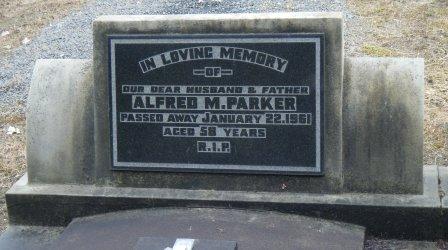 IN LOVING MEMORY
OF
OUR DEAR HUSBAND & FATHER
ALFRED M. PARKER
PASSED AWAY JANUARY 22, 1961
AGED 58 YEARS
R.I.P.